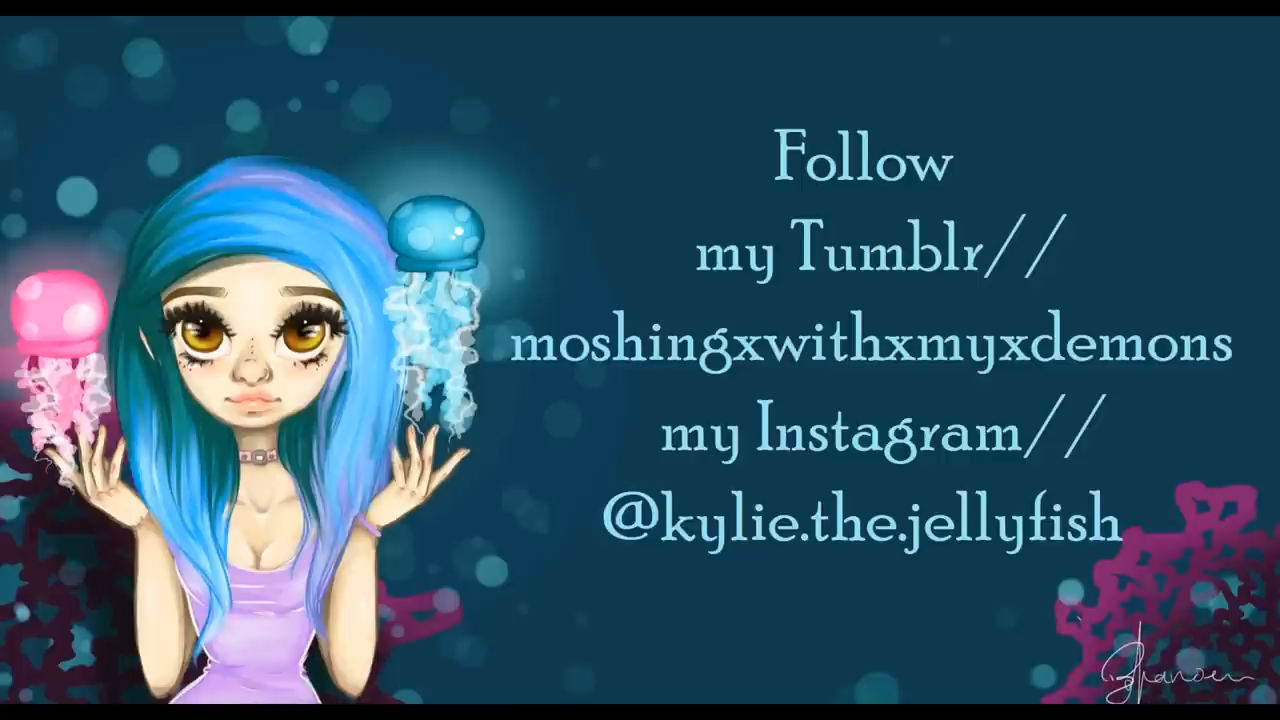 Follow
my Tumblr//
moshingxwithxmyxdemons
my Instagram//
@kylie.the.jellyfish